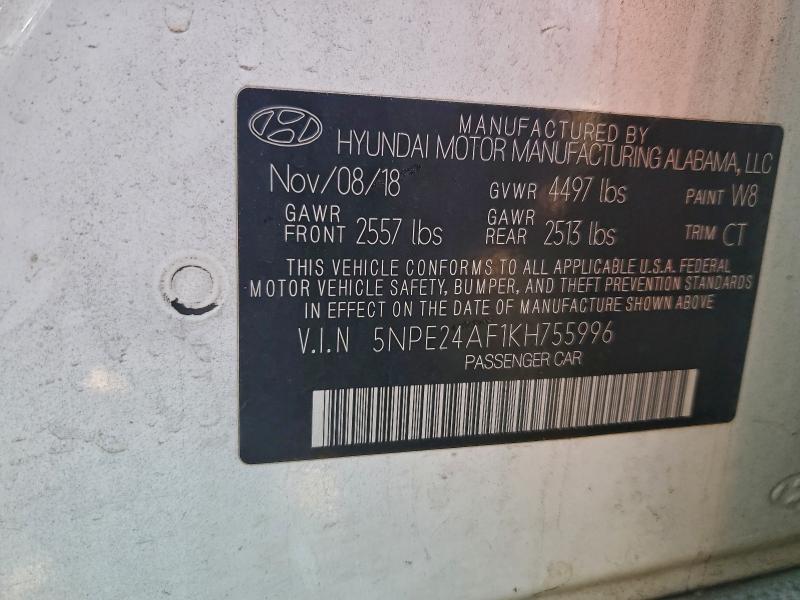 MANUFACTURED BY
HYUNDAI MOTOR MANUFACTURING ALABAMA, LLC
Nov/08/18 GVWR 4497 lbs PAINT W8
GAWR FRONT 2557 lbs GAWR REAR 2513 lbs TRIM CT
THIS VEHICLE CONFORMS TO ALL APPLICABLE U.S.A. FEDERAL
MOTOR VEHICLE SAFETY, BUMPER, AND THEFT PREVENTION STANDARDS
IN EFFECT ON THE DATE OF MANUFACTURE SHOWN ABOVE
V.I.N 5NPE24AF1KH755996
PASSENGER CAR